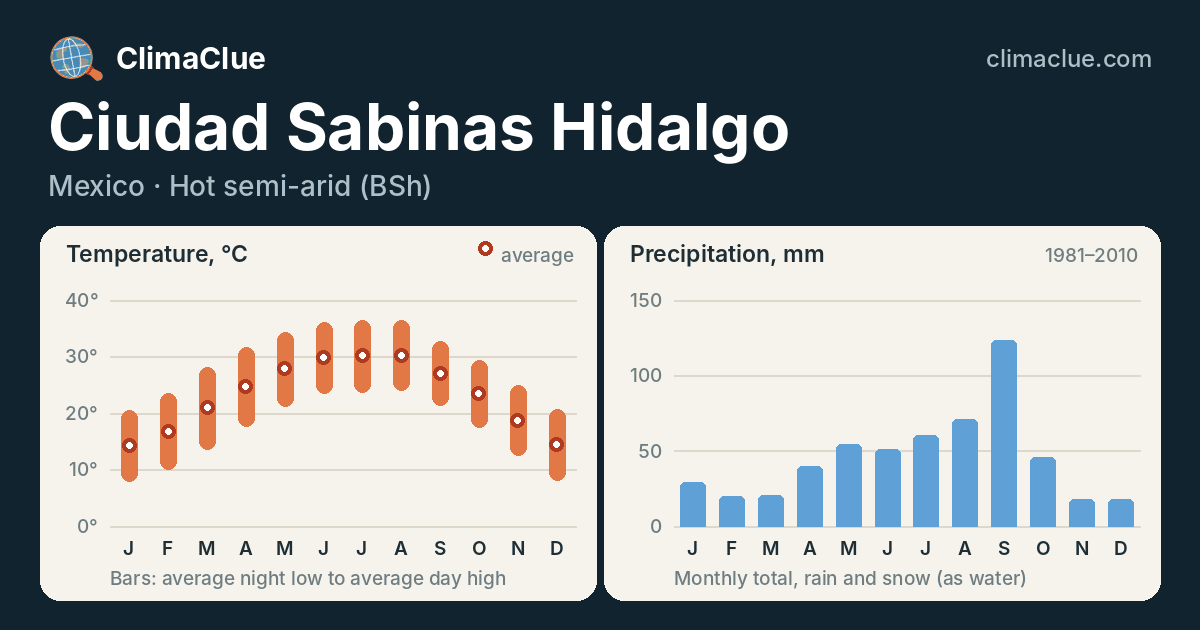 ClimaClue
climaclue.com
Ciudad Sabinas Hidalgo
Mexico · Hot semi-arid (BSh)
Temperature, °C
average
40°
30°
20°
10°
0°
J F M A M J J A S O N D
Bars: average night low to average day high
Precipitation, mm
1981–2010
150
100
50
0
J F M A M J J A S O N D
Monthly total, rain and snow (as water)